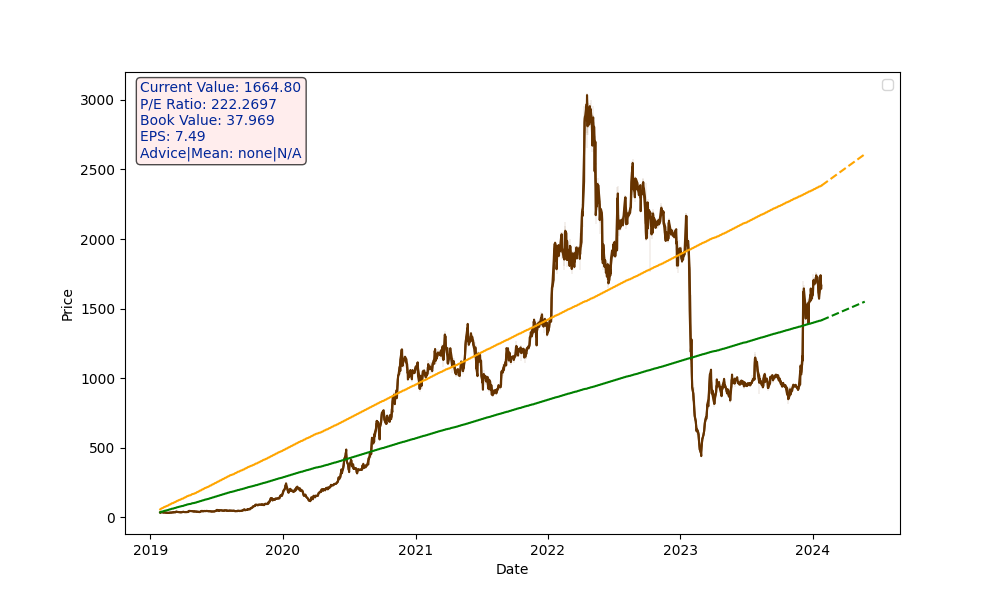 Current Value: 1664.80
P/E Ratio: 222.2697
Book Value: 37.969
EPS: 7.49
Advice|Mean: none|N/A
3000
2500
2000
1500
1000
500
0
Price
2019 2020 2021 2022 2023 2024
Date